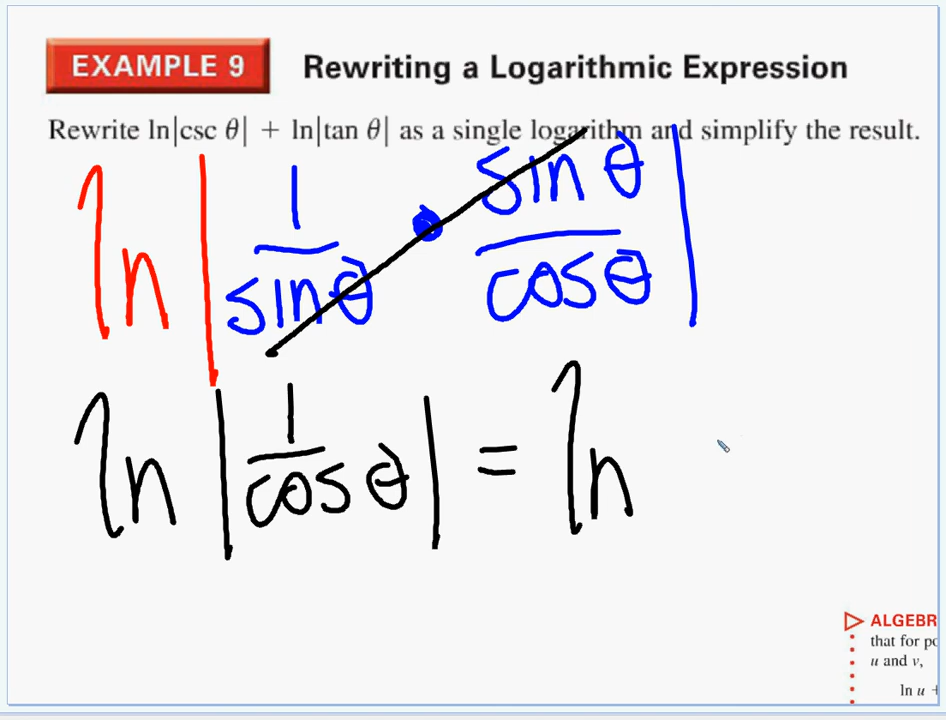 EXAMPLE 9 Rewriting a Logarithmic Expression
Rewrite ln|csc θ| + ln|tan θ| as a single logarithm and simplify the result.
ln| 1/sinθ • sinθ/cosθ |
ln | 1/cosθ | = ln
ALGEBR
that for po
u and v,
ln u +